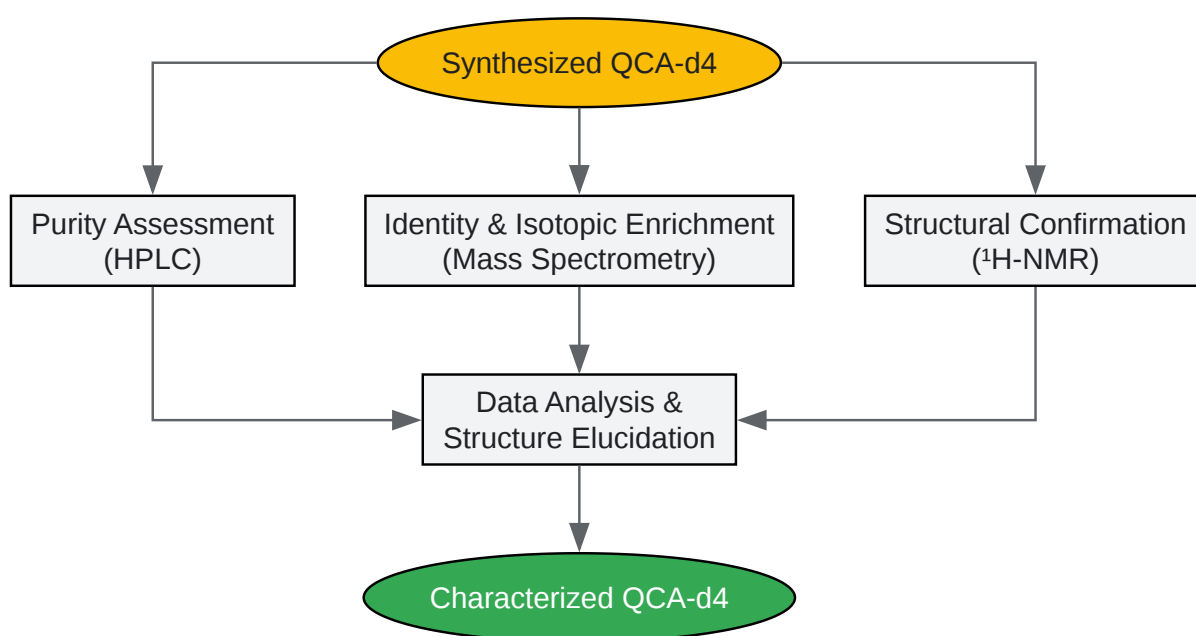 Synthesized QCA-d4
Purity Assessment
(HPLC)
Identity & Isotopic Enrichment
(Mass Spectrometry)
Structural Confirmation
(¹H-NMR)
Data Analysis &
Structure Elucidation
Characterized QCA-d4